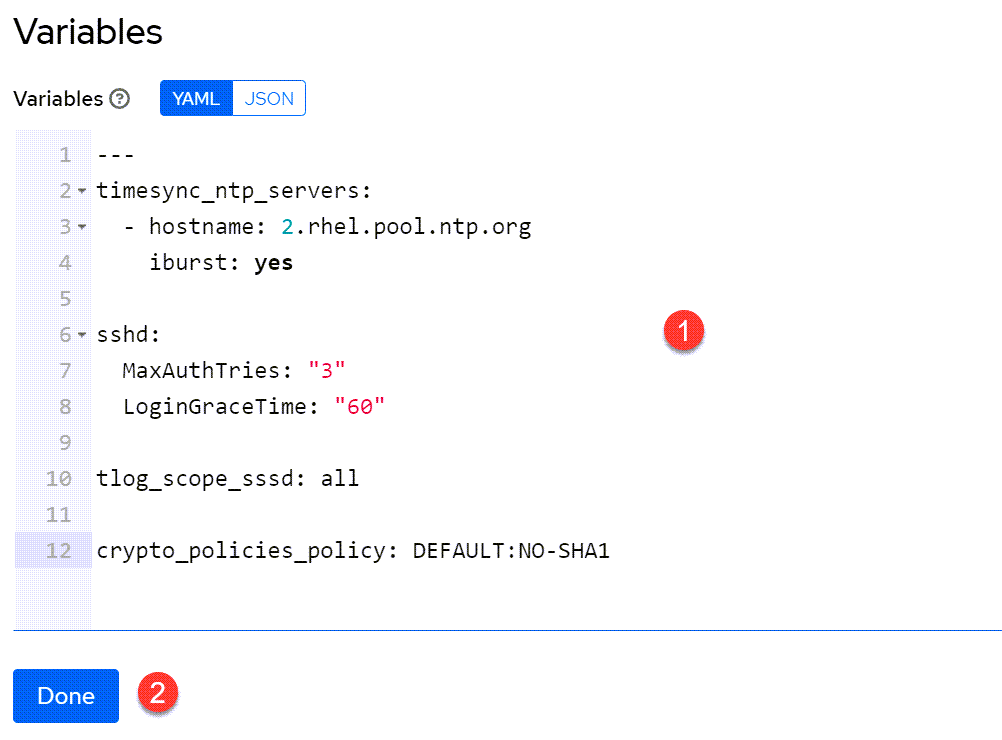 Variables
Variables ? YAML JSON
1 ---
2 timesync_ntp_servers:
3   - hostname: 2.rhel.pool.ntp.org
4     iburst: yes
5
6 sshd:
1
7   MaxAuthTries: "3"
8   LoginGraceTime: "60"
9
10 tlog_scope_sssd: all
11
12 crypto_policies_policy: DEFAULT:NO-SHA1
Done 2